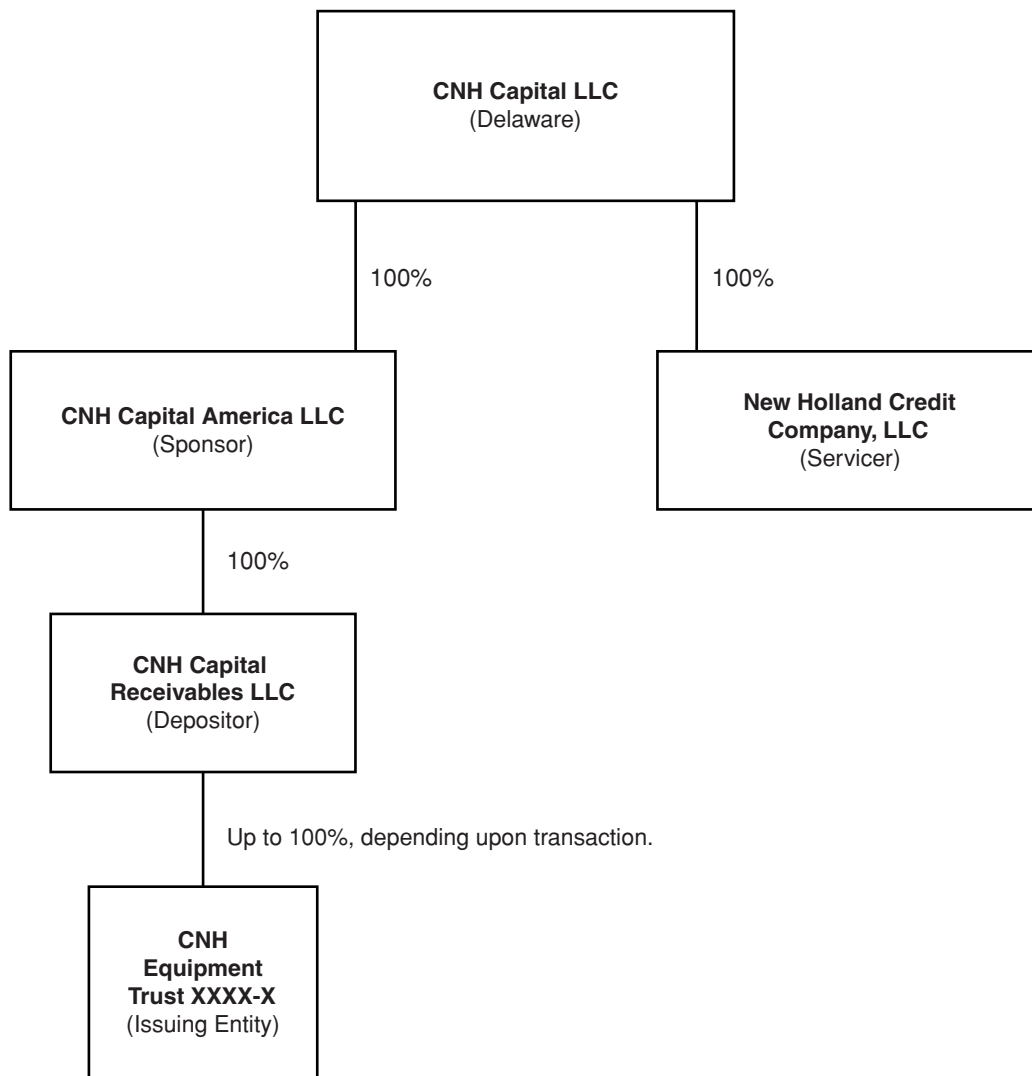 CNH Capital LLC
(Delaware)
100%
100%
CNH Capital America LLC
(Sponsor)
New Holland Credit
Company, LLC
(Servicer)
100%
CNH Capital
Receivables LLC
(Depositor)
Up to 100%, depending upon transaction.
CNH
Equipment
Trust XXXX-X
(Issuing Entity)